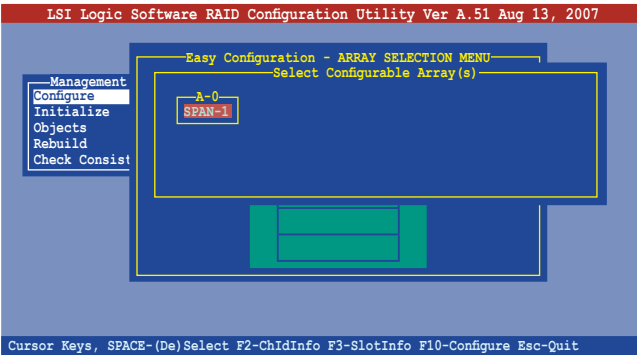 LSI Logic Software RAID Configuration Utility Ver A.51 Aug 13, 2007
Easy Configuration - ARRAY SELECTION MENU
Select Configurable Array(s)
Management
Configure
Initialize
Objects
Rebuild
Check Consist
A-0
SPAN-1
Cursor Keys, SPACE-(De)Select F2-ChIdInfo F3-SlotInfo F10-Configure Esc-Quit